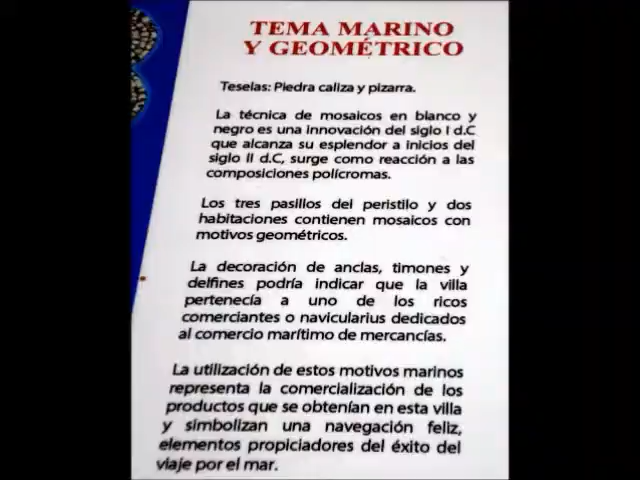 TEMA MARINO
Y GEOMÉTRICO
Teselas: Piedra caliza y pizarra.
La técnica de mosaicos en blanco y
negro es una innovación del siglo I d.C
que alcanza su esplendor a inicios del
siglo II d.C, surge como reacción a las
composiciones polícromas.
Los tres pasillos del peristilo y dos
habitaciones contienen mosaicos con
motivos geométricos.
La decoración de anclas, timones y
delfines podría indicar que la villa
pertenecía a uno de los ricos
comerciantes o navicularius dedicados
al comercio marítimo de mercancías.
La utilización de estos motivos marinos
representa la comercialización de los
productos que se obtenían en esta villa
y simbolizan una navegación feliz,
elementos propiciadores del éxito del
viaje por el mar.